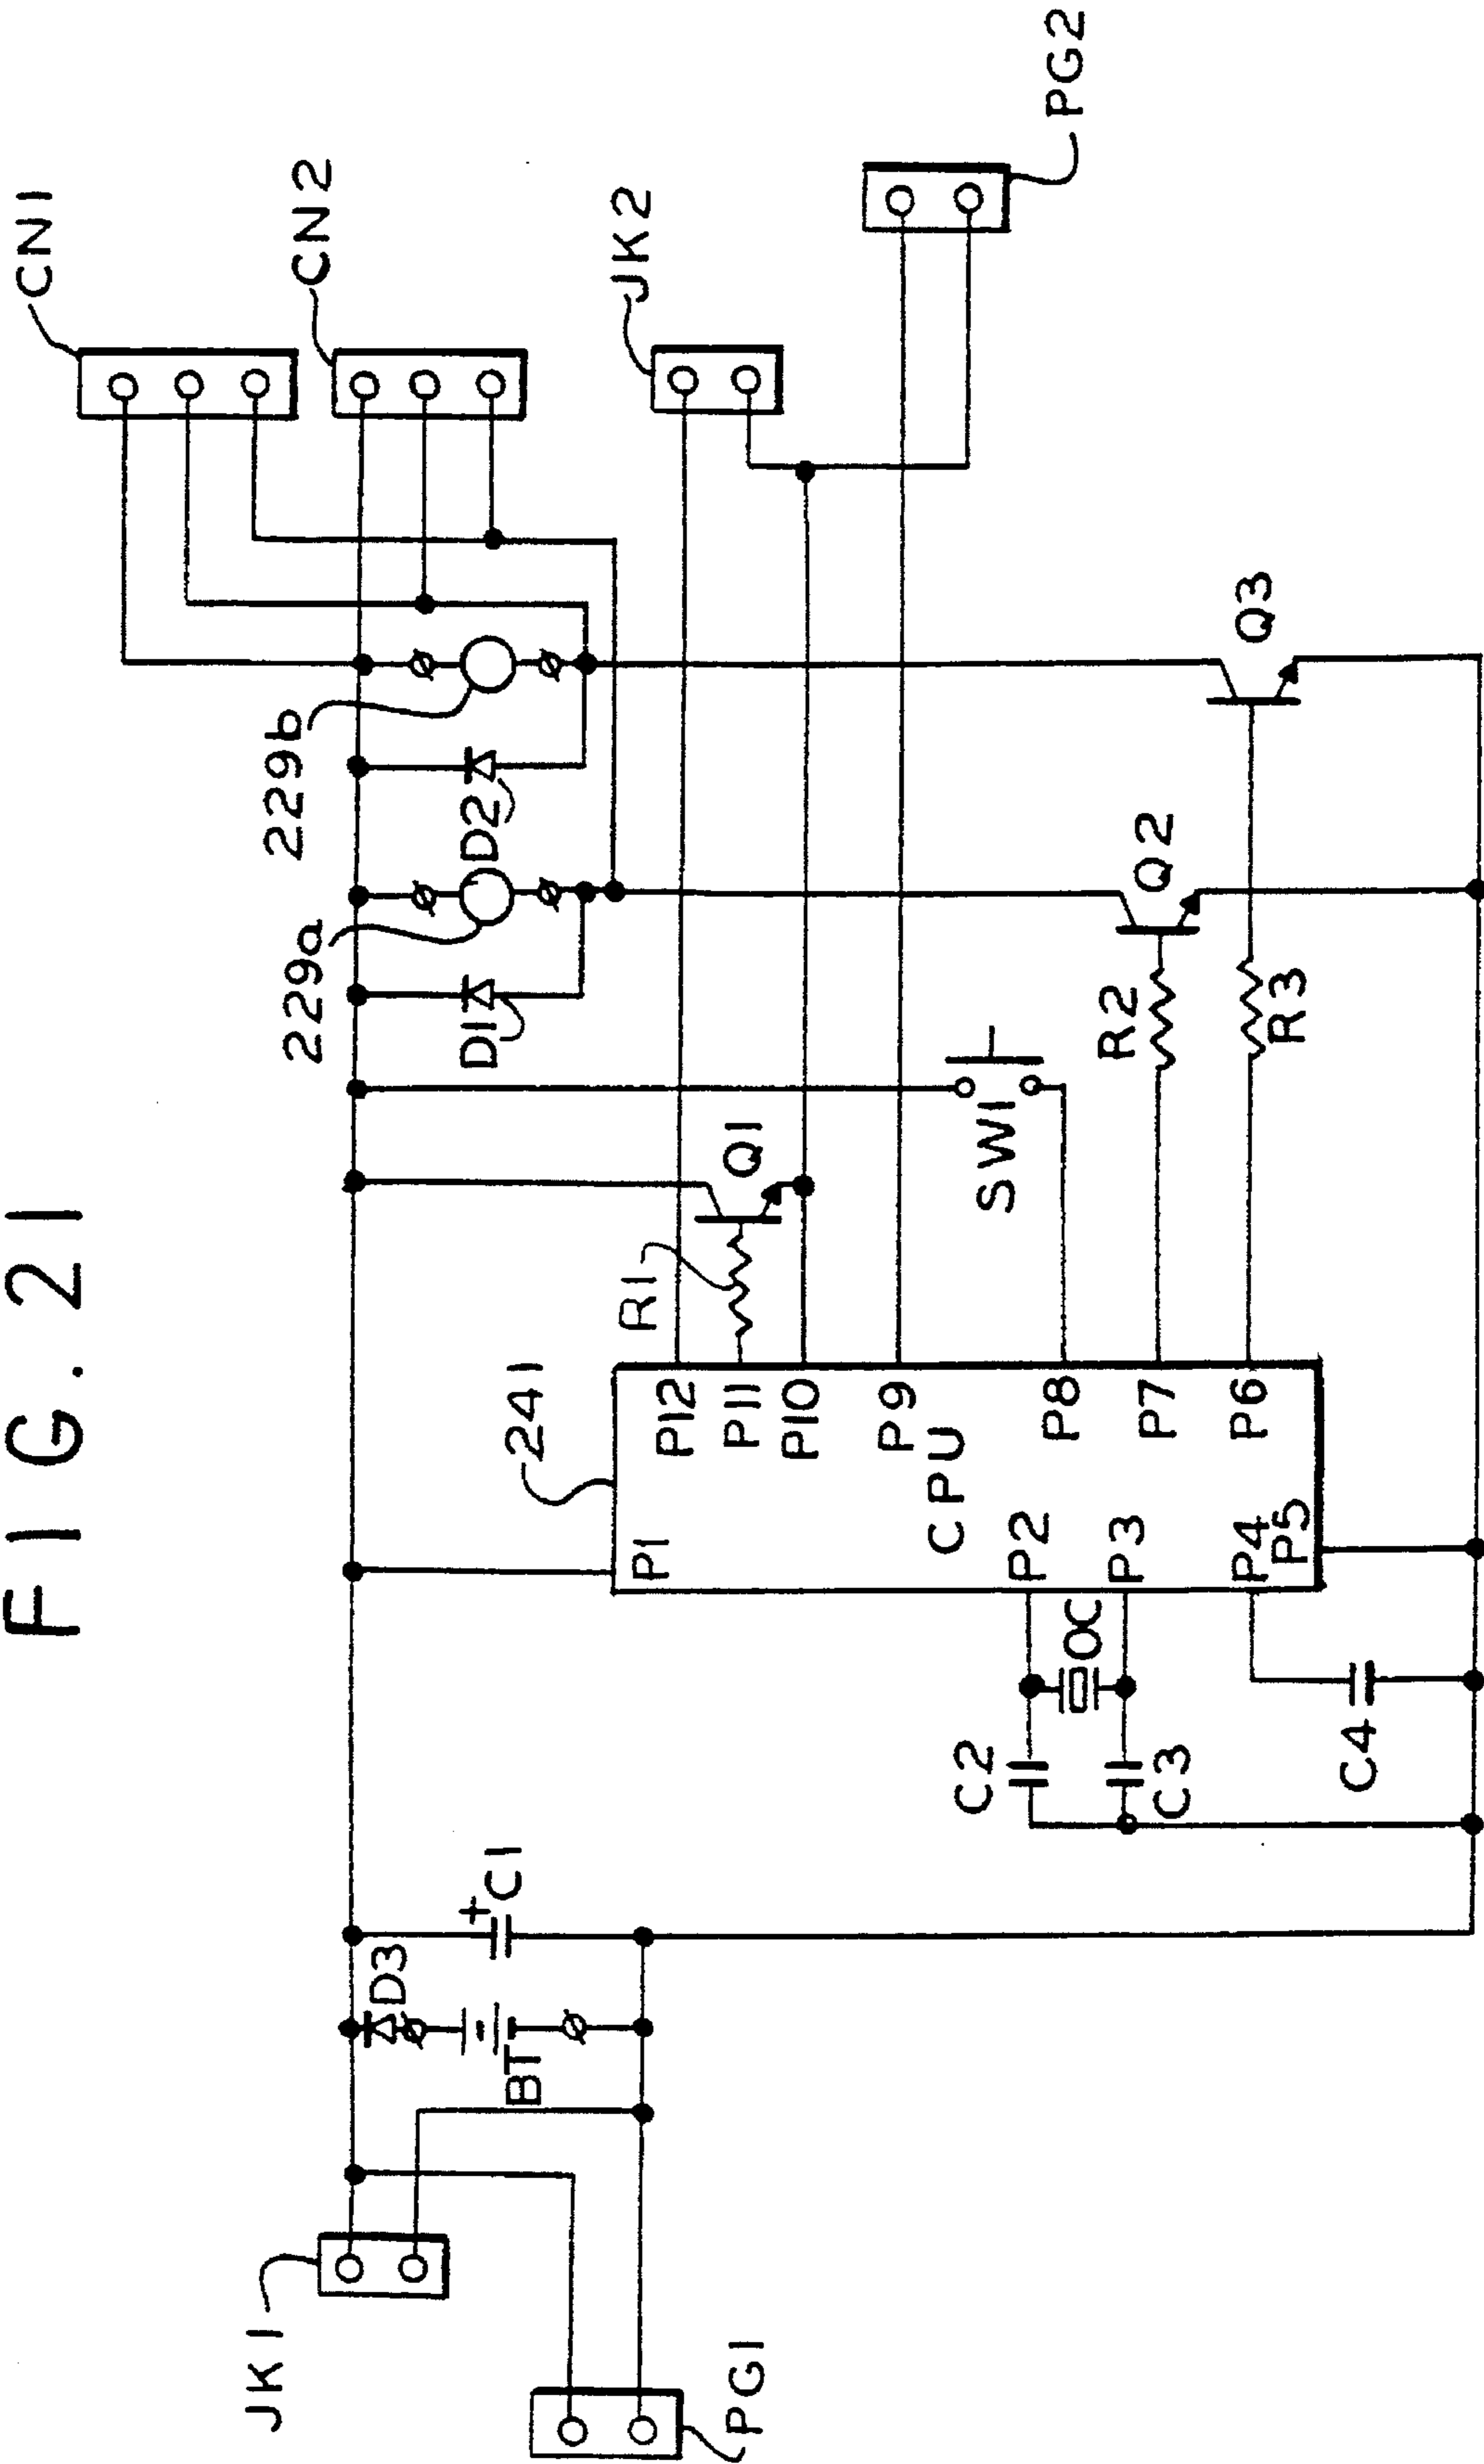 FIG. 21
CN1
CN2
JK2
PG2
229b
D2
229a
D1
Q3
Q2
R2
R3
SW1
Q1
R1
241
P1
P12
P11
P10
P9
CPU
P8
P7
P6
P2
P3
P4
P5
OC
C2
C3
C4
+
C1
D3
BT
JK1
PG1